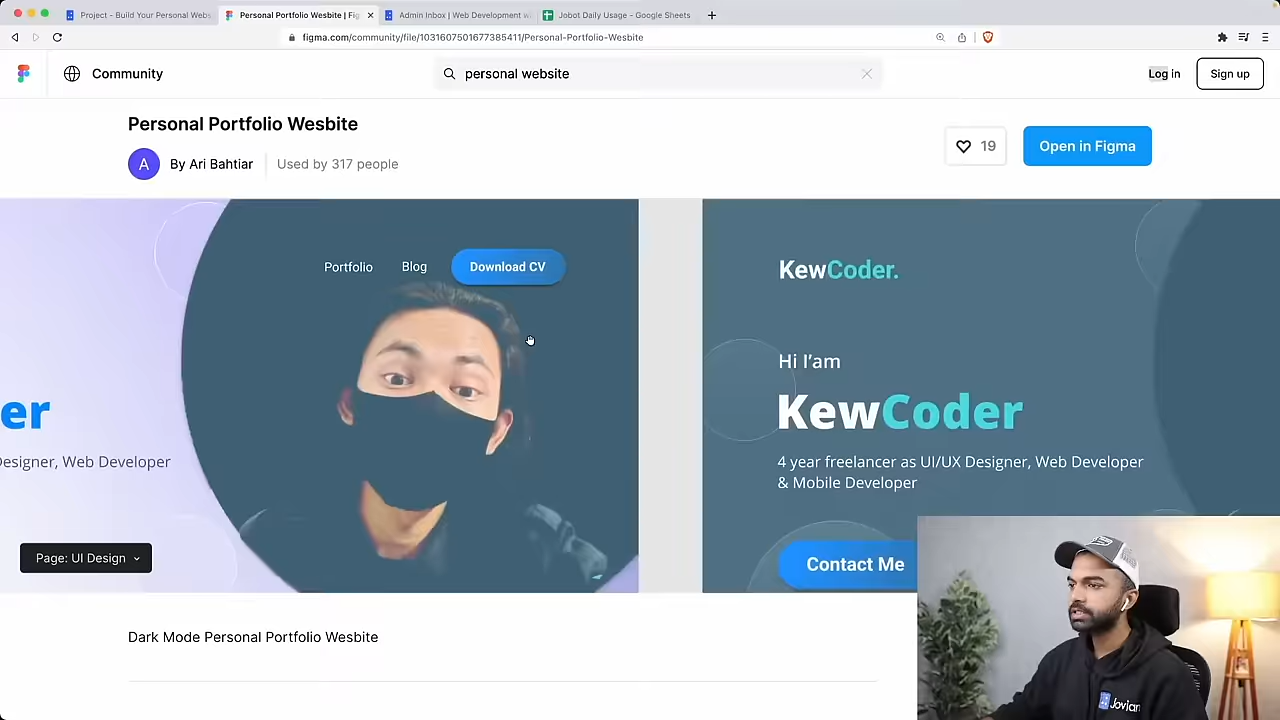 Project - Build Your Personal Webs
Personal Portfolio Wesbite | Fig
Admin Inbox | Web Development w
Jobot Daily Usage - Google Sheets
figma.com/community/file/1031607501677385411/Personal-Portfolio-Wesbite
Community
personal website
Log in
Sign up
Personal Portfolio Wesbite
A
By Ari Bahtiar
Used by 317 people
19
Open in Figma
Portfolio
Blog
Download CV
KewCoder.
Hi I'am
er
KewCoder
Designer, Web Developer
4 year freelancer as UI/UX Designer, Web Developer
& Mobile Developer
Page: UI Design
Contact Me
Dark Mode Personal Portfolio Wesbite
Jovian